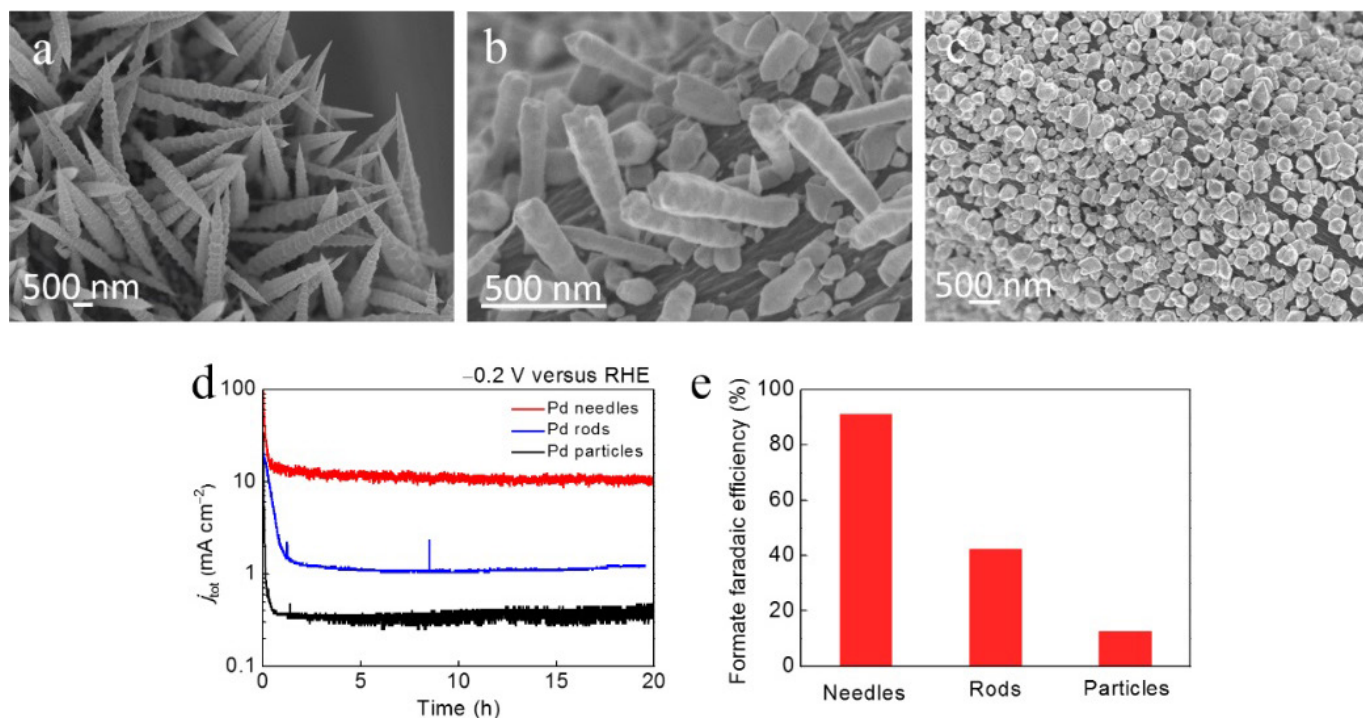 a
500 nm
b
500 nm
c
500 nm
d
−0.2 V versus RHE
100
10
1
0.1
j_tot (mA cm⁻²)
Pd needles
Pd rods
Pd particles
0 5 10 15 20
Time (h)
e
Formate faradaic efficiency (%)
100
80
60
40
20
0
Needles Rods Particles